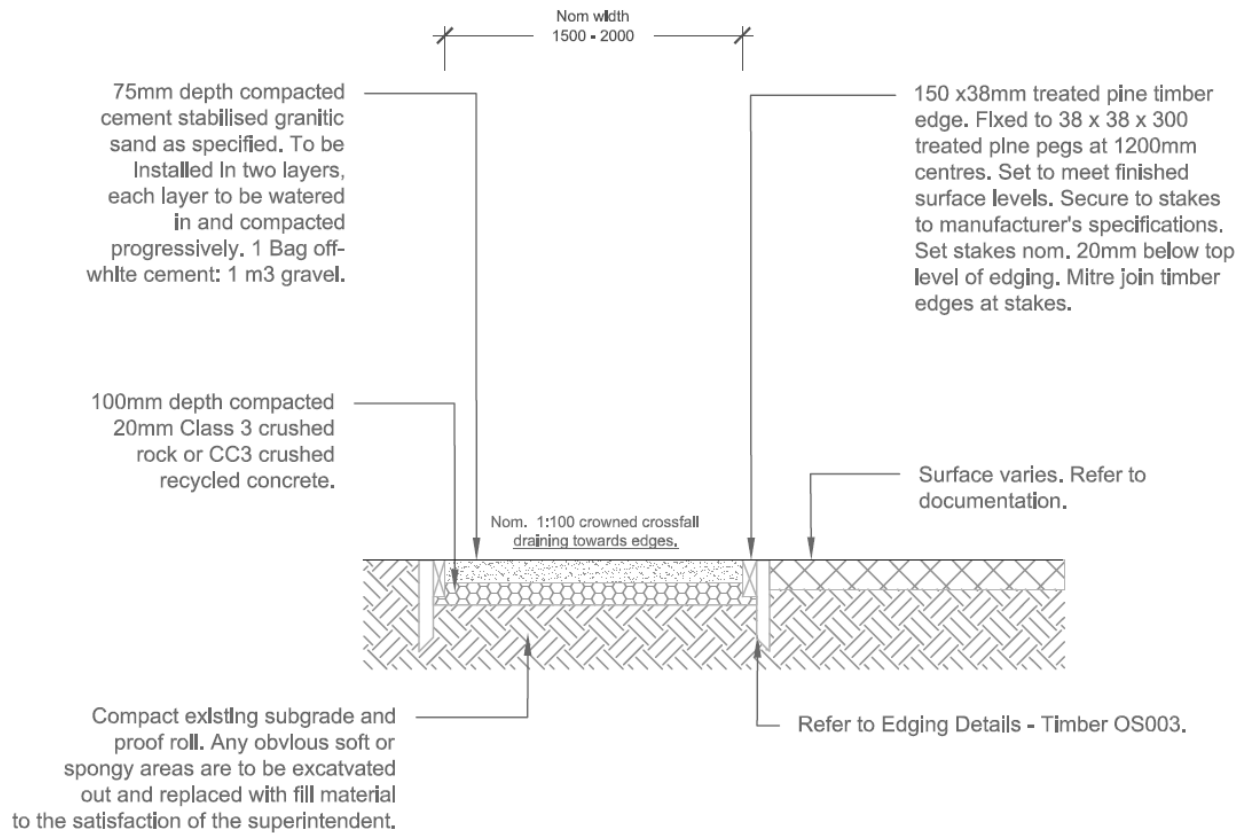 Nom width
1500 - 2000
75mm depth compacted
cement stabilised granitic
sand as specified. To be
installed in two layers,
each layer to be watered
in and compacted
progressively. 1 Bag off-
white cement: 1 m3 gravel.
150 x38mm treated pine timber
edge. Fixed to 38 x 38 x 300
treated pine pegs at 1200mm
centres. Set to meet finished
surface levels. Secure to stakes
to manufacturer's specifications.
Set stakes nom. 20mm below top
level of edging. Mitre join timber
edges at stakes.
100mm depth compacted
20mm Class 3 crushed
rock or CC3 crushed
recycled concrete.
Surface varies. Refer to
documentation.
Nom. 1:100 crowned crossfall
draining towards edges.
Compact existing subgrade and
proof roll. Any obvious soft or
spongy areas are to be excatvated
out and replaced with fill material
to the satisfaction of the superintendent.
Refer to Edging Details - Timber OS003.